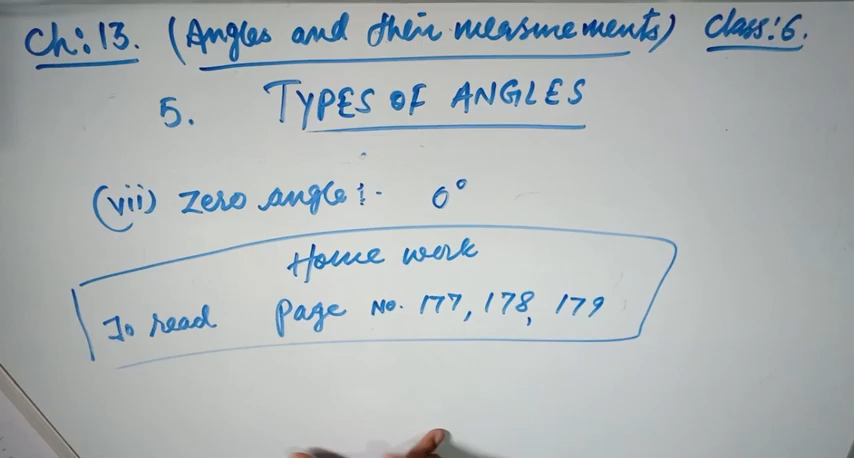 Ch: 13. (Angles and their measurements) Class: 6.
5. TYPES OF ANGLES
(vii) Zero angle :- 0°
Home work
To read Page No. 177, 178, 179